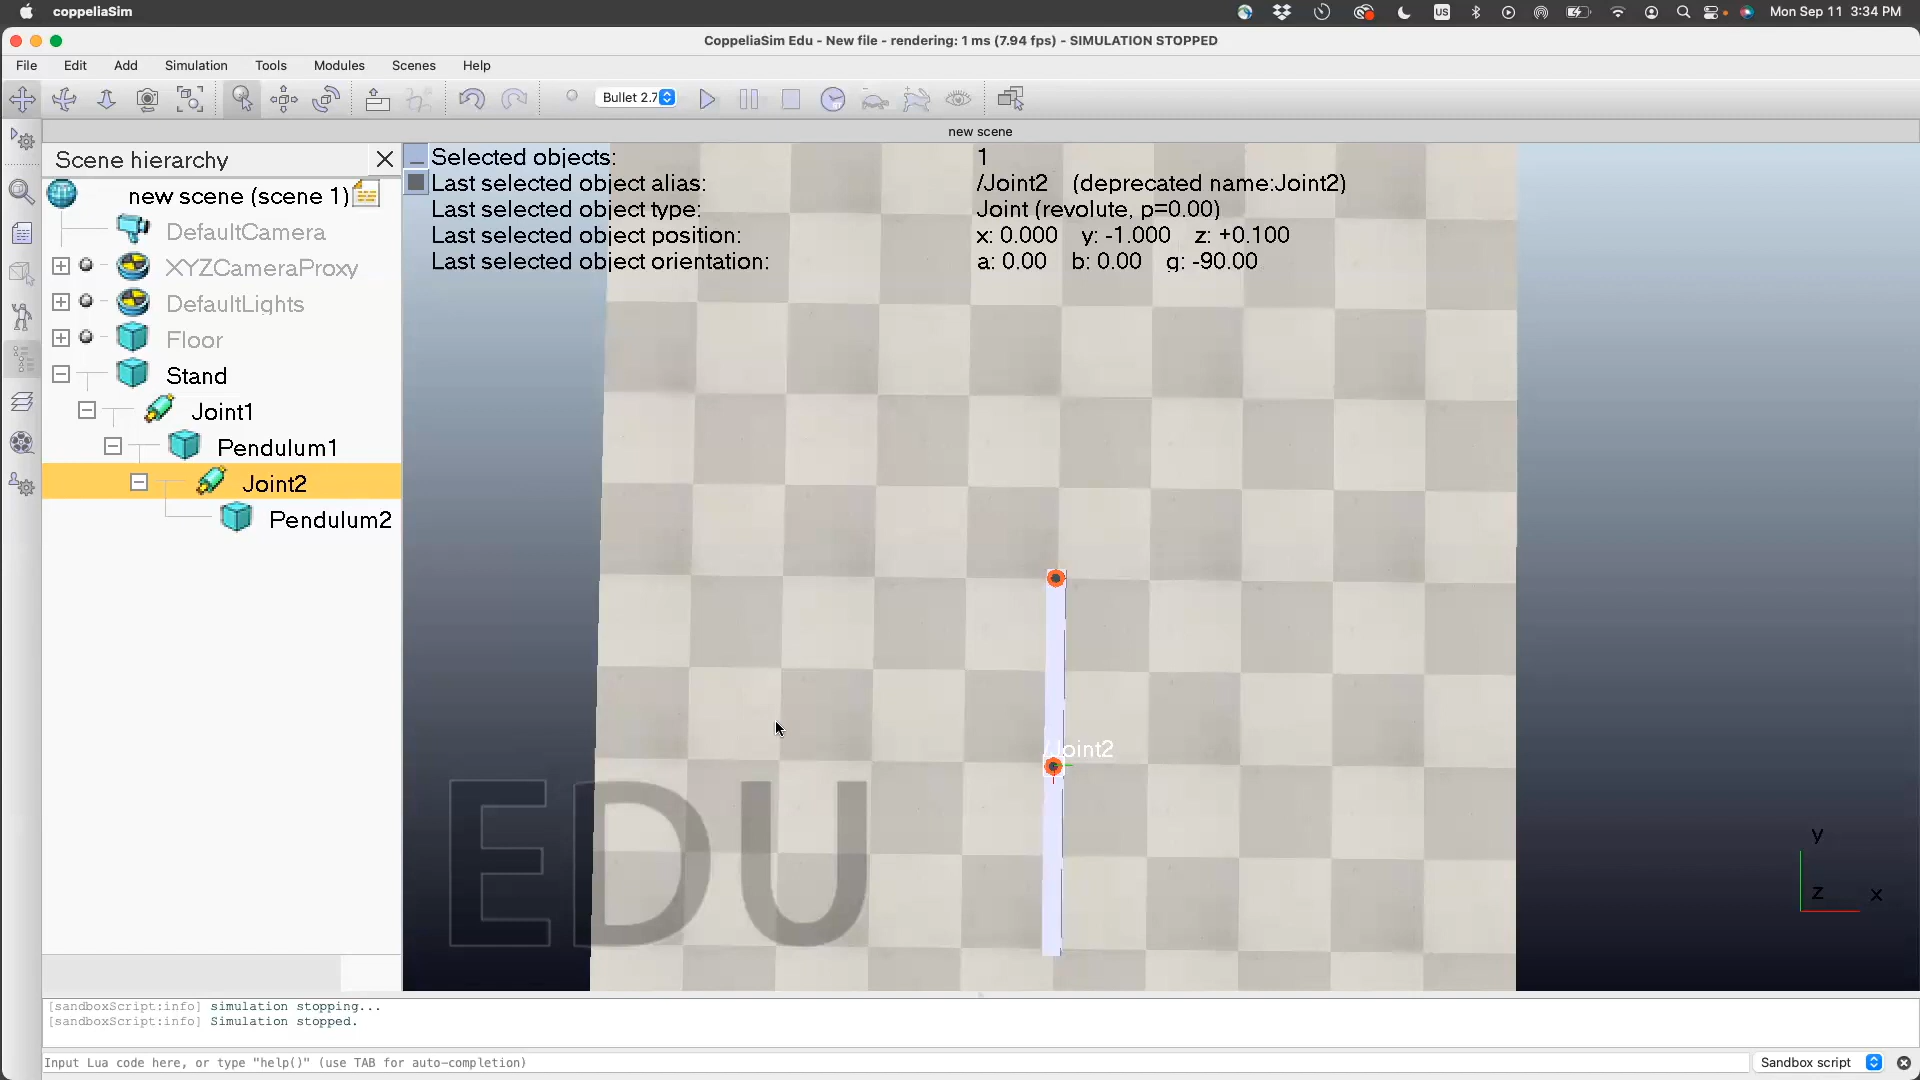 coppeliaSim
US
Mon Sep 11 3:34 PM
CoppeliaSim Edu - New file - rendering: 1 ms (7.94 fps) - SIMULATION STOPPED
File Edit Add Simulation Tools Modules Scenes Help
Bullet 2.7
new scene
Scene hierarchy
new scene (scene 1)
DefaultCamera
XYZCameraProxy
DefaultLights
Floor
Stand
Joint1
Pendulum1
Joint2
Pendulum2
Selected objects: 1
Last selected object alias: /Joint2 (deprecated name:Joint2)
Last selected object type: Joint (revolute, p=0.00)
Last selected object position: x: 0.000 y: -1.000 z: +0.100
Last selected object orientation: a: 0.00 b: 0.00 g: -90.00
/Joint2
EDU
y
z x
[sandboxScript:info] simulation stopping...
[sandboxScript:info] Simulation stopped.
Input Lua code here, or type "help()" (use TAB for auto-completion)
Sandbox script